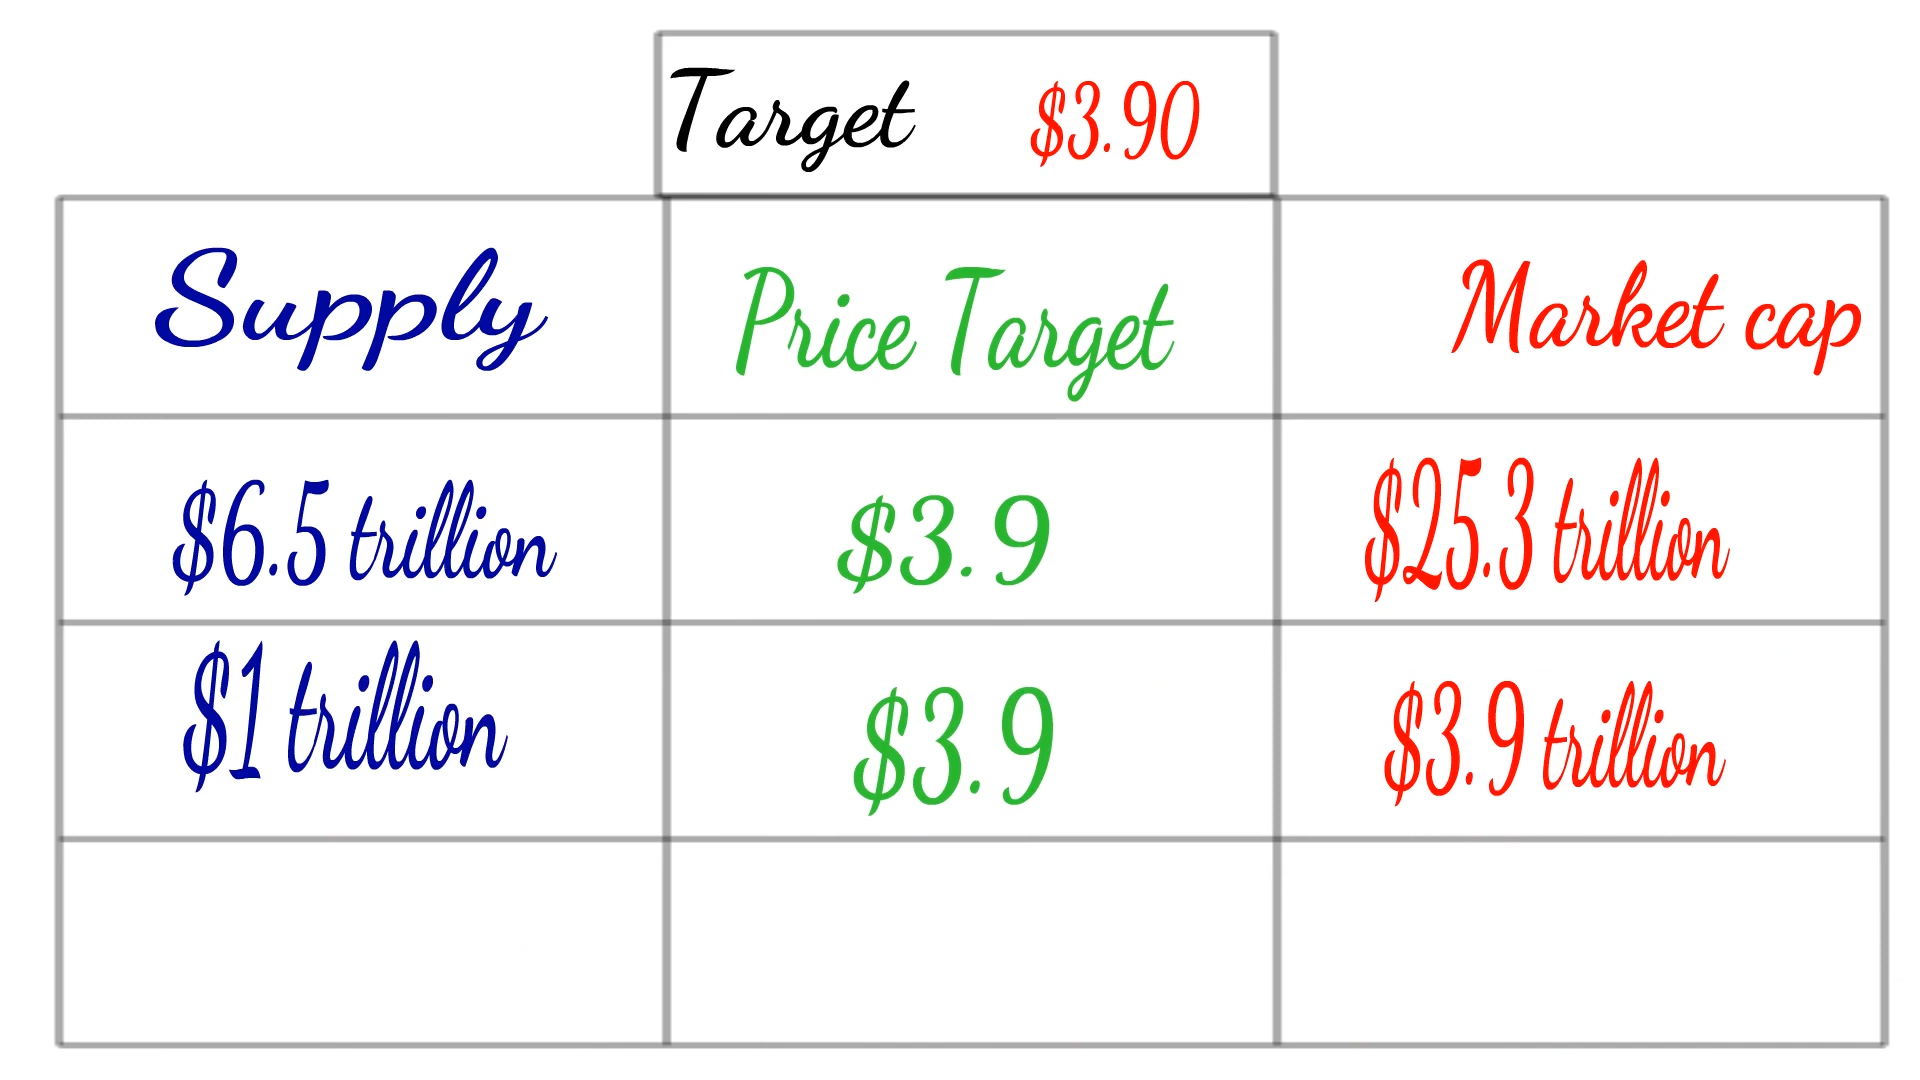 Target $3.90
Supply Price Target Market cap
$6.5 trillion $3.9 $25.3 trillion
$1 trillion $3.9 $3.9 trillion